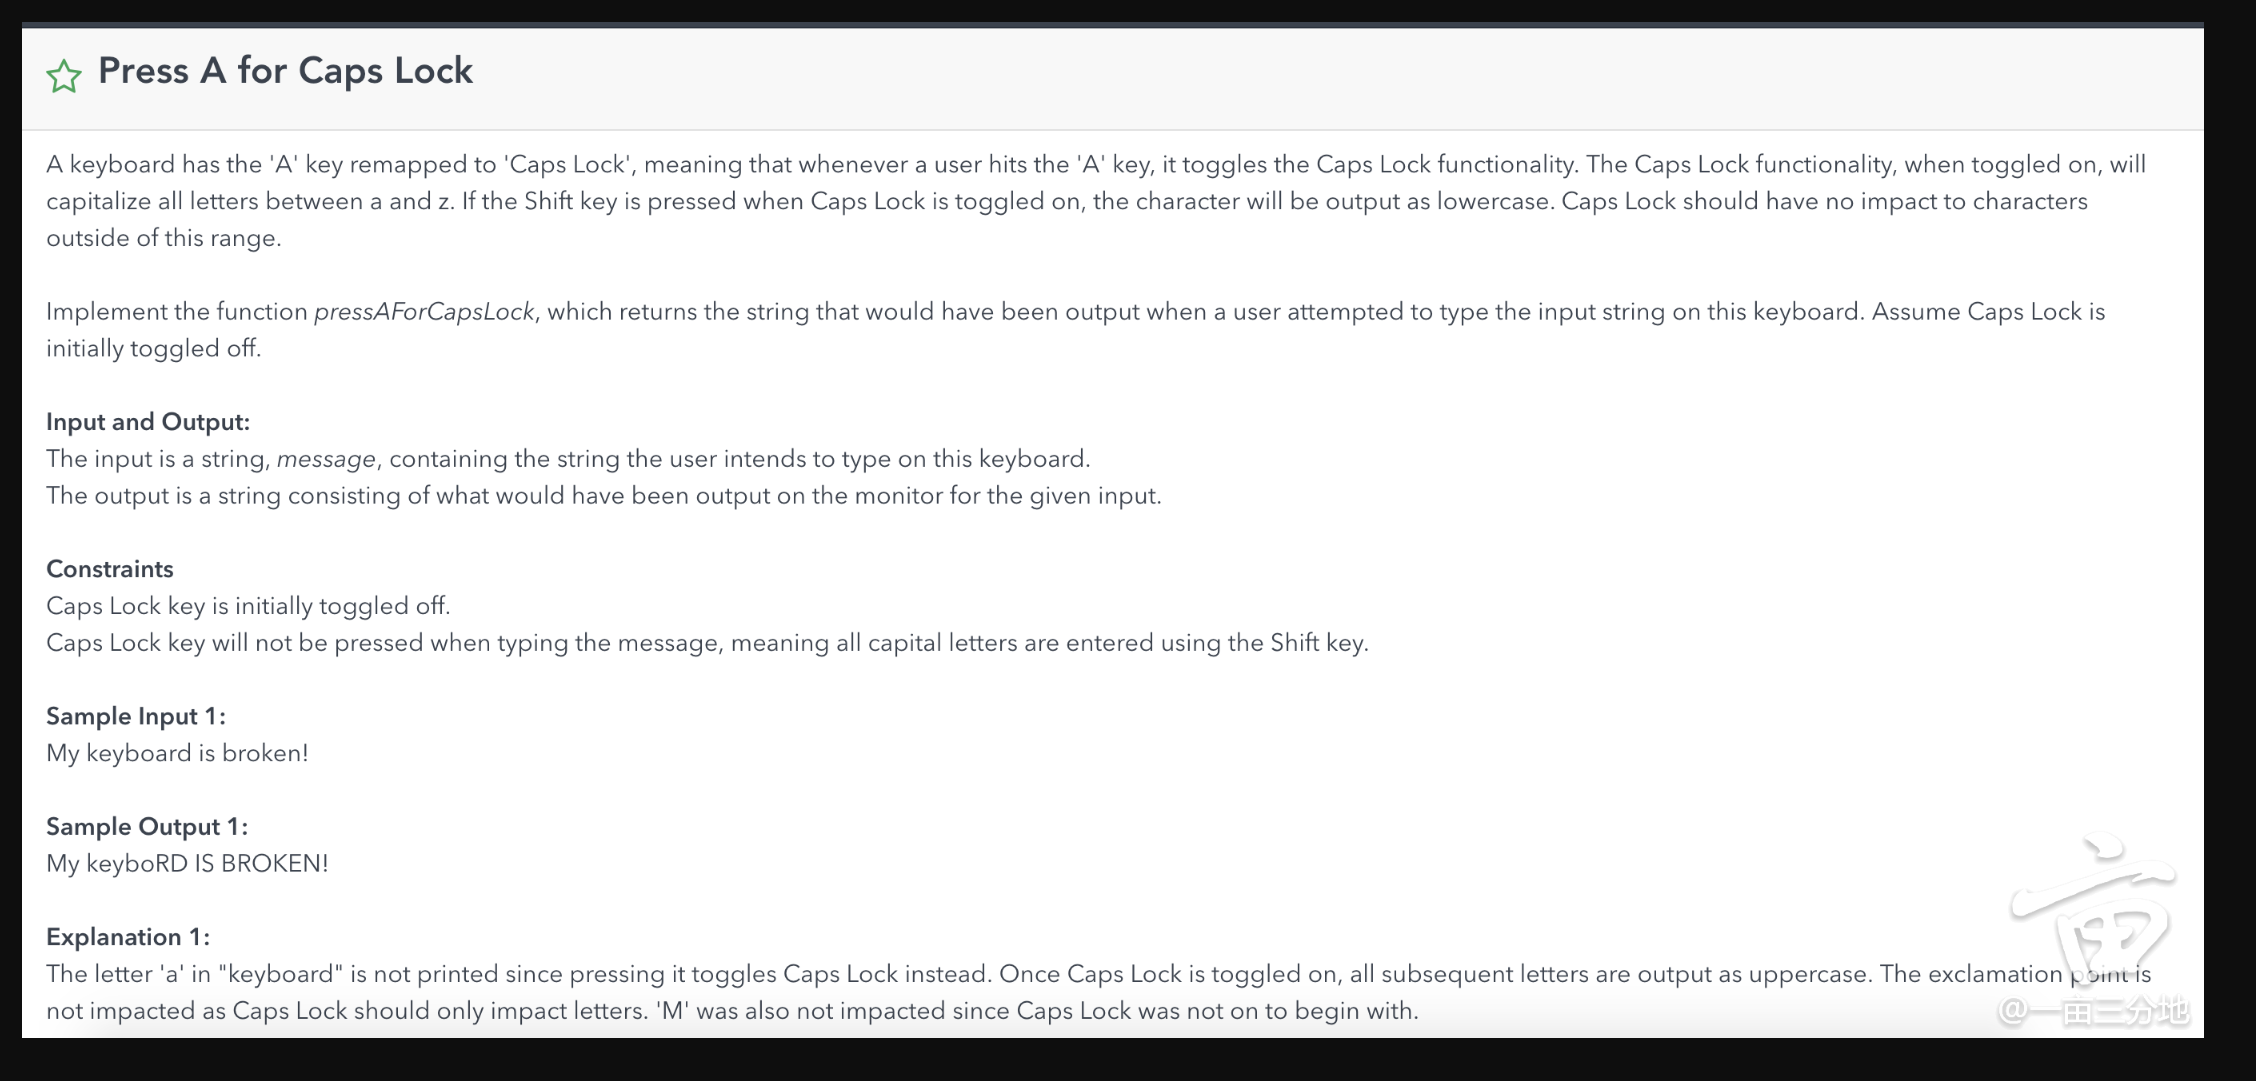 Press A for Caps Lock
A keyboard has the 'A' key remapped to 'Caps Lock', meaning that whenever a user hits the 'A' key, it toggles the Caps Lock functionality. The Caps Lock functionality, when toggled on, will
capitalize all letters between a and z. If the Shift key is pressed when Caps Lock is toggled on, the character will be output as lowercase. Caps Lock should have no impact to characters
outside of this range.
Implement the function pressAForCapsLock, which returns the string that would have been output when a user attempted to type the input string on this keyboard. Assume Caps Lock is
initially toggled off.
Input and Output:
The input is a string, message, containing the string the user intends to type on this keyboard.
The output is a string consisting of what would have been output on the monitor for the given input.
Constraints
Caps Lock key is initially toggled off.
Caps Lock key will not be pressed when typing the message, meaning all capital letters are entered using the Shift key.
Sample Input 1:
My keyboard is broken!
Sample Output 1:
My keyboRD IS BROKEN!
Explanation 1:
The letter 'a' in "keyboard" is not printed since pressing it toggles Caps Lock instead. Once Caps Lock is toggled on, all subsequent letters are output as uppercase. The exclamation point is
not impacted as Caps Lock should only impact letters. 'M' was also not impacted since Caps Lock was not on to begin with.
亩
@一亩三分地